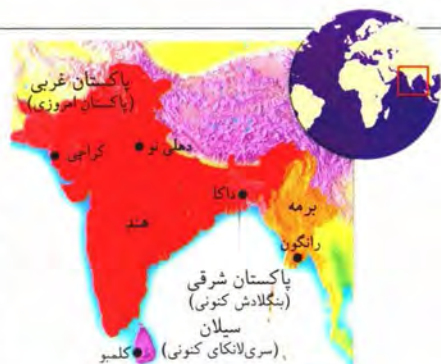 پاکستان غربی
(پاکستان امروزی)
دهلی نو
کراچی
داکا
هند
برمه
رانگون
پاکستان شرقی
(بنگلادش کنونی)
سیلان
(سری‌لانکای کنونی)
کلمبو